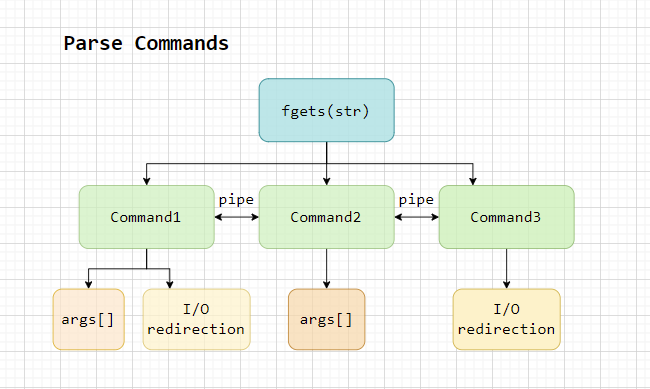 Parse Commands
fgets(str)
pipe
pipe
Command1
Command2
Command3
args[]
I/O
redirection
args[]
I/O
redirection